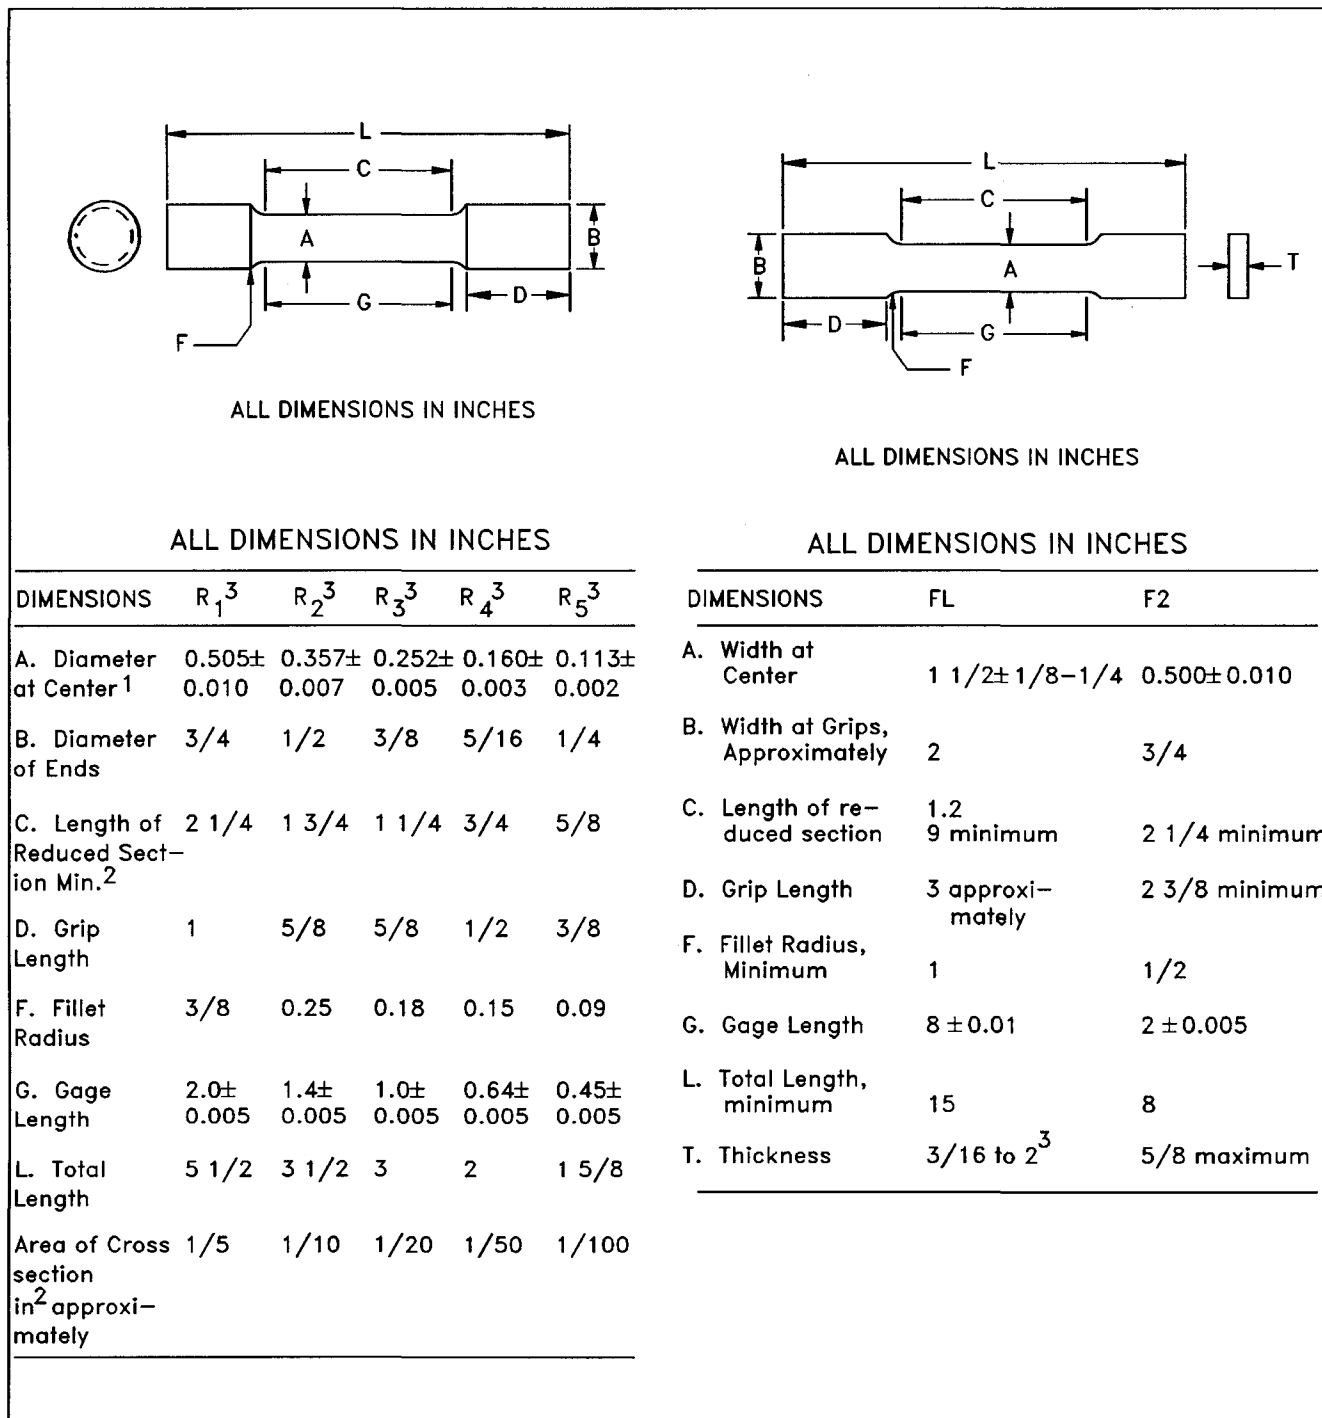 L
C
A
B
G
D
F
ALL DIMENSIONS IN INCHES
L
C
B
A
T
D
G
F
ALL DIMENSIONS IN INCHES
ALL DIMENSIONS IN INCHES
DIMENSIONS R₁³ R₂³ R₃³ R₄³ R₅³
A. Diameter 0.505± 0.357± 0.252± 0.160± 0.113±
at Center¹ 0.010 0.007 0.005 0.003 0.002
B. Diameter 3/4 1/2 3/8 5/16 1/4
of Ends
C. Length of 2 1/4 1 3/4 1 1/4 3/4 5/8
Reduced Sect-
ion Min.²
D. Grip 1 5/8 5/8 1/2 3/8
Length
F. Fillet 3/8 0.25 0.18 0.15 0.09
Radius
G. Gage 2.0± 1.4± 1.0± 0.64± 0.45±
Length 0.005 0.005 0.005 0.005 0.005
L. Total 5 1/2 3 1/2 3 2 1 5/8
Length
Area of Cross 1/5 1/10 1/20 1/50 1/100
section
in² approxi-
mately
ALL DIMENSIONS IN INCHES
DIMENSIONS FL F2
A. Width at
Center 1 1/2±1/8-1/4 0.500±0.010
B. Width at Grips,
Approximately 2 3/4
C. Length of re- 1.2
duced section 9 minimum 2 1/4 minimum
D. Grip Length 3 approxi- 2 3/8 minimum
mately
F. Fillet Radius,
Minimum 1 1/2
G. Gage Length 8 ±0.01 2 ±0.005
L. Total Length,
minimum 15 8
T. Thickness 3/16 to 2³ 5/8 maximum